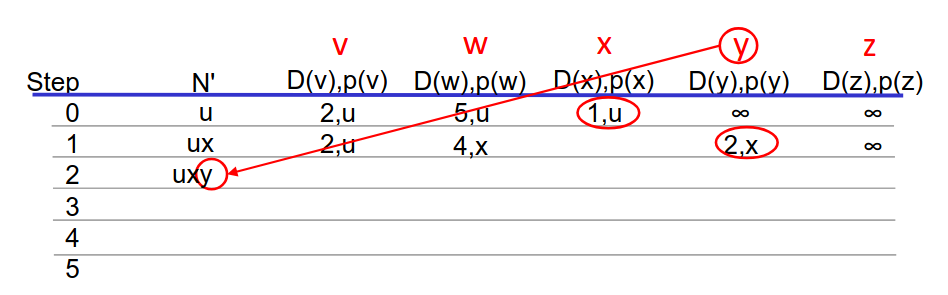 v w x y z
Step N' D(v),p(v) D(w),p(w) D(x),p(x) D(y),p(y) D(z),p(z)
0 u 2,u 5,u 1,u ∞ ∞
1 ux 2,u 4,x 2,x ∞
2 uxy
3
4
5